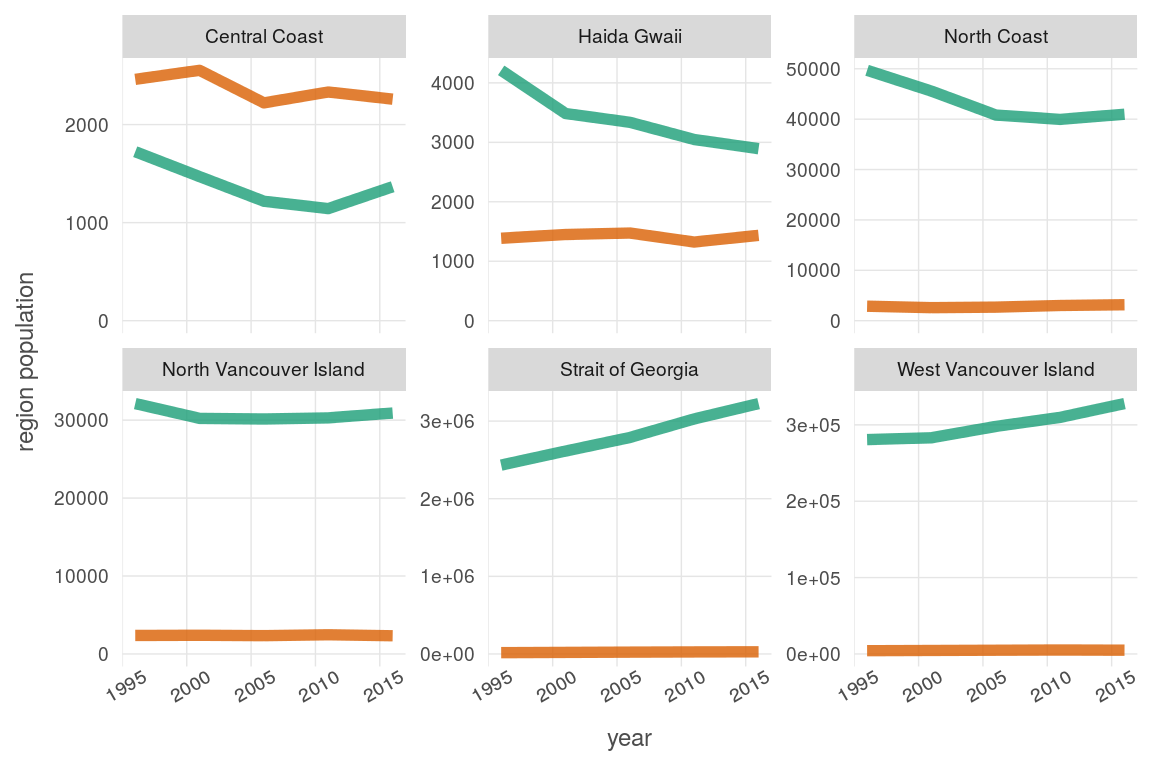 Central Coast
Haida Gwaii
North Coast
2000
1000
0
4000
3000
2000
1000
0
50000
40000
30000
20000
10000
0
region population
North Vancouver Island
Strait of Georgia
West Vancouver Island
30000
20000
10000
0
3e+06
2e+06
1e+06
0e+00
3e+05
2e+05
1e+05
0e+00
1995 2000 2005 2010 2015
1995 2000 2005 2010 2015
1995 2000 2005 2010 2015
year